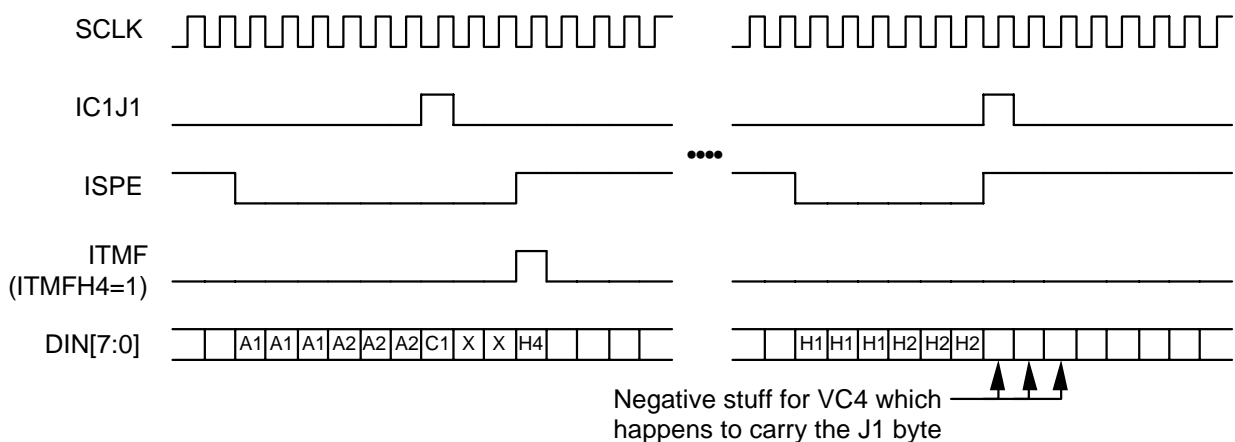 SCLK
IC1J1
ISPE
ITMF
(ITMFH4=1)
DIN[7:0] A1 A1 A1 A2 A2 A2 C1 X X H4 H1 H1 H1 H2 H2 H2
Negative stuff for VC4 which
happens to carry the J1 byte